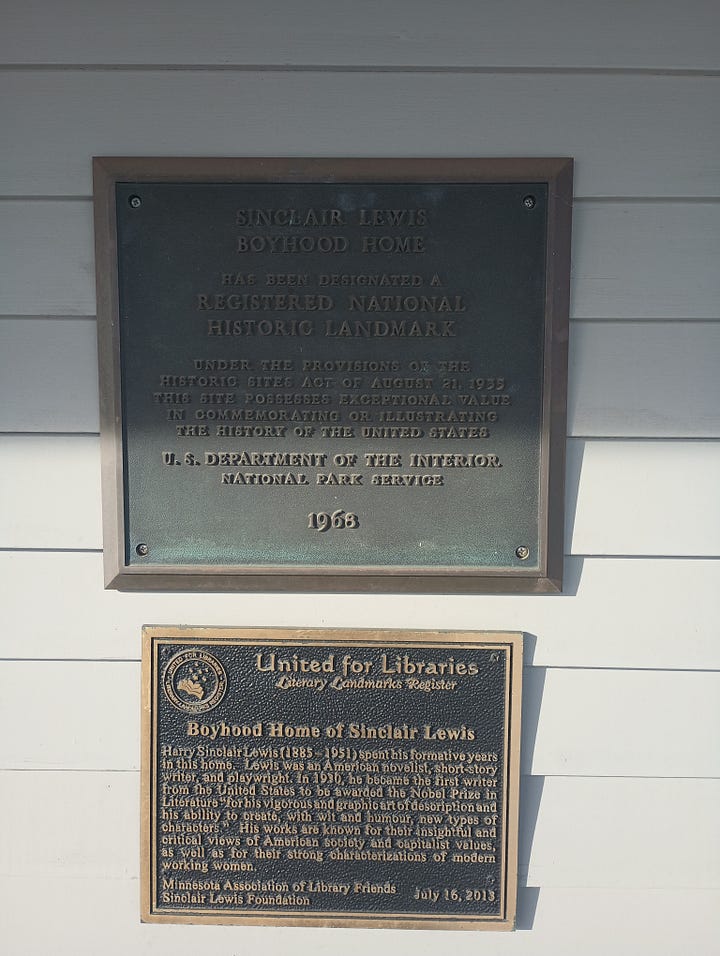 SINCLAIR LEWIS
BOYHOOD HOME
HAS BEEN DESIGNATED A
REGISTERED NATIONAL
HISTORIC LANDMARK
UNDER THE PROVISIONS OF THE
HISTORIC SITES ACT OF AUGUST 21, 1935
THIS SITE POSSESSES EXCEPTIONAL VALUE
IN COMMEMORATING OR ILLUSTRATING
THE HISTORY OF THE UNITED STATES
U. S. DEPARTMENT OF THE INTERIOR
NATIONAL PARK SERVICE
1968
United for Libraries
Literary Landmarks Register
Boyhood Home of Sinclair Lewis
Harry Sinclair Lewis (1885 - 1951) spent his formative years
in this home. Lewis was an American novelist, short-story
writer, and playwright. In 1930, he became the first writer
from the United States to be awarded the Nobel Prize in
Literature "for his vigorous and graphic art of description and
his ability to create, with wit and humour, new types of
characters." His works are known for their insightful and
critical views of American society and capitalist values,
as well as for their strong characterizations of modern
working women.
Minnesota Association of Library Friends
Sinclair Lewis Foundation July 16, 2013